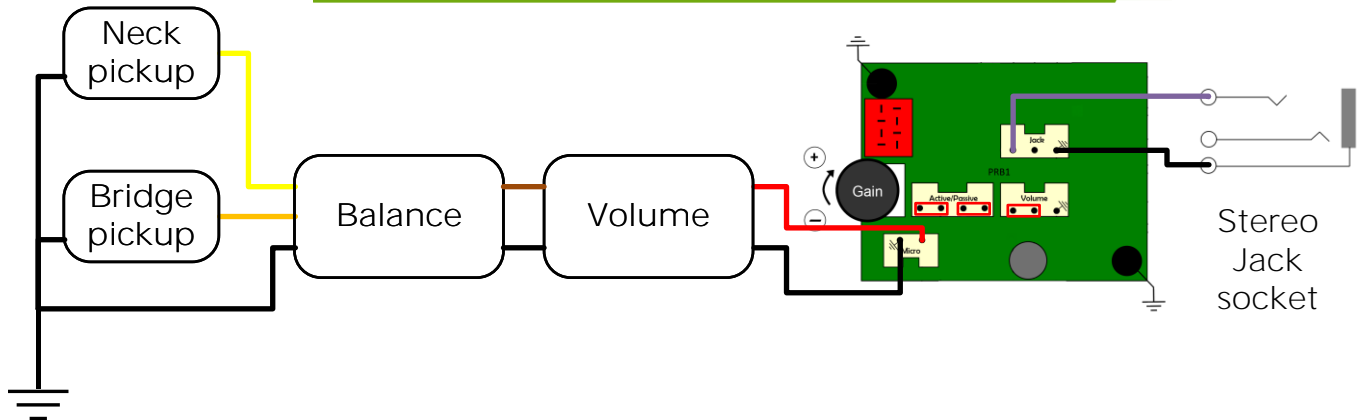 Neck
pickup
Bridge
pickup
Balance
Volume
+
Gain
−
Jack
PRB1
Active/Passive
Volume
Micro
Stereo
Jack
socket